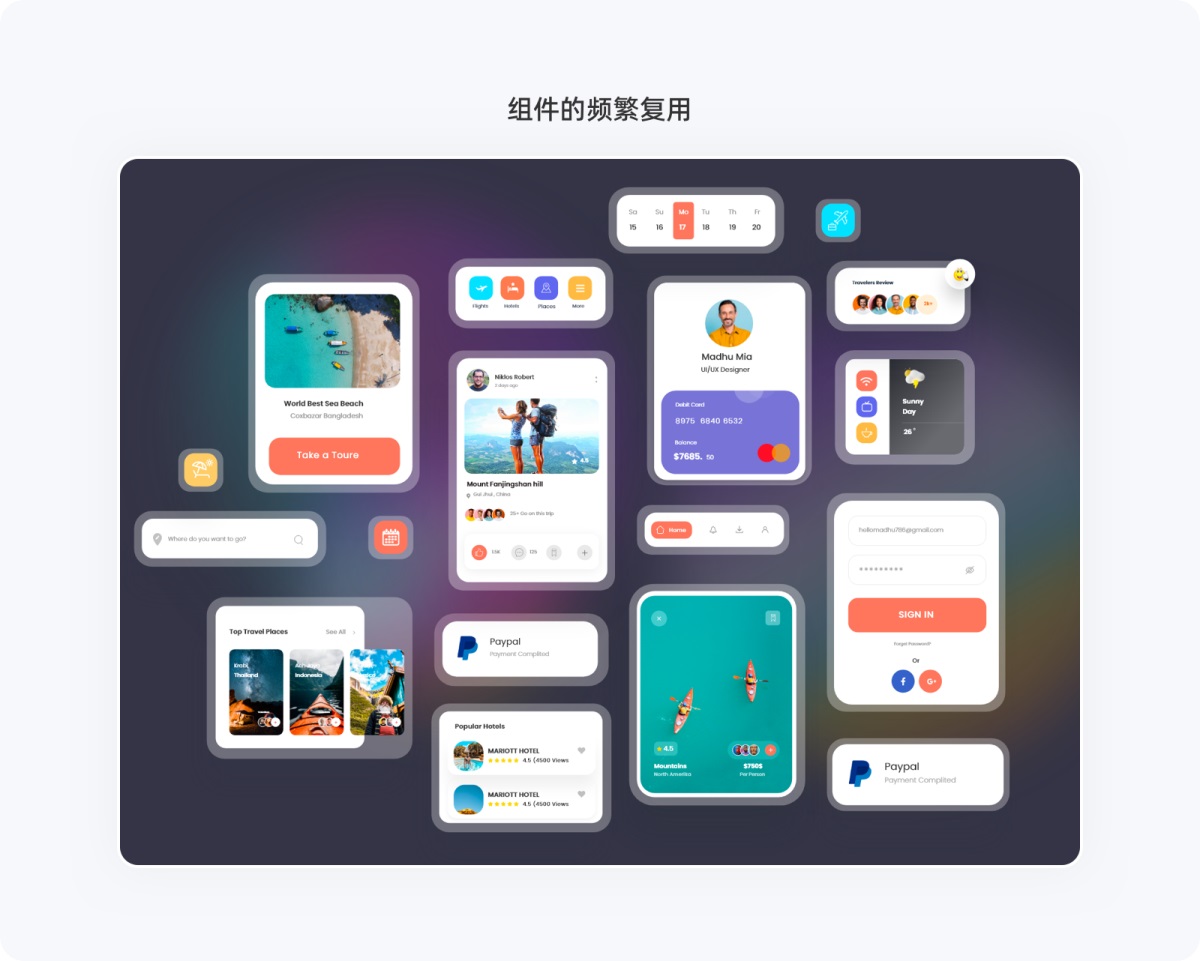 组件的频繁复用
Sa Su Mo Tu Th Fr
15 16 17 18 19 20
Flights Hotels Places More
Travelers Review
26+
World Best Sea Beach
Coxbazar Bangladesh
Take a Toure
Niklos Robert
2 days ago
4.5
Mount Fanjingshan hill
Jiui Jhui, China
25+ Go on this trip
15K 125
Madhu Mia
UI/UX Designer
Debit Card
8975 6840 6532
Balance
$7685. 50
Sunny
Day
26°
Where do you want to go?
Home
hellomadhu786@gmail.com
*********
SIGN IN
Forgot Password?
Or
f G+
Top Travel Places See All
Krabi,
Thailand
Indonesia
Paypal
Payment Complited
Popular Hotels
MARIOTT HOTEL
4.5 (4500 Views
MARIOTT HOTEL
4.5 (4500 Views
4.5
Mountains $750$
North Amerika Per Person
Paypal
Payment Complited